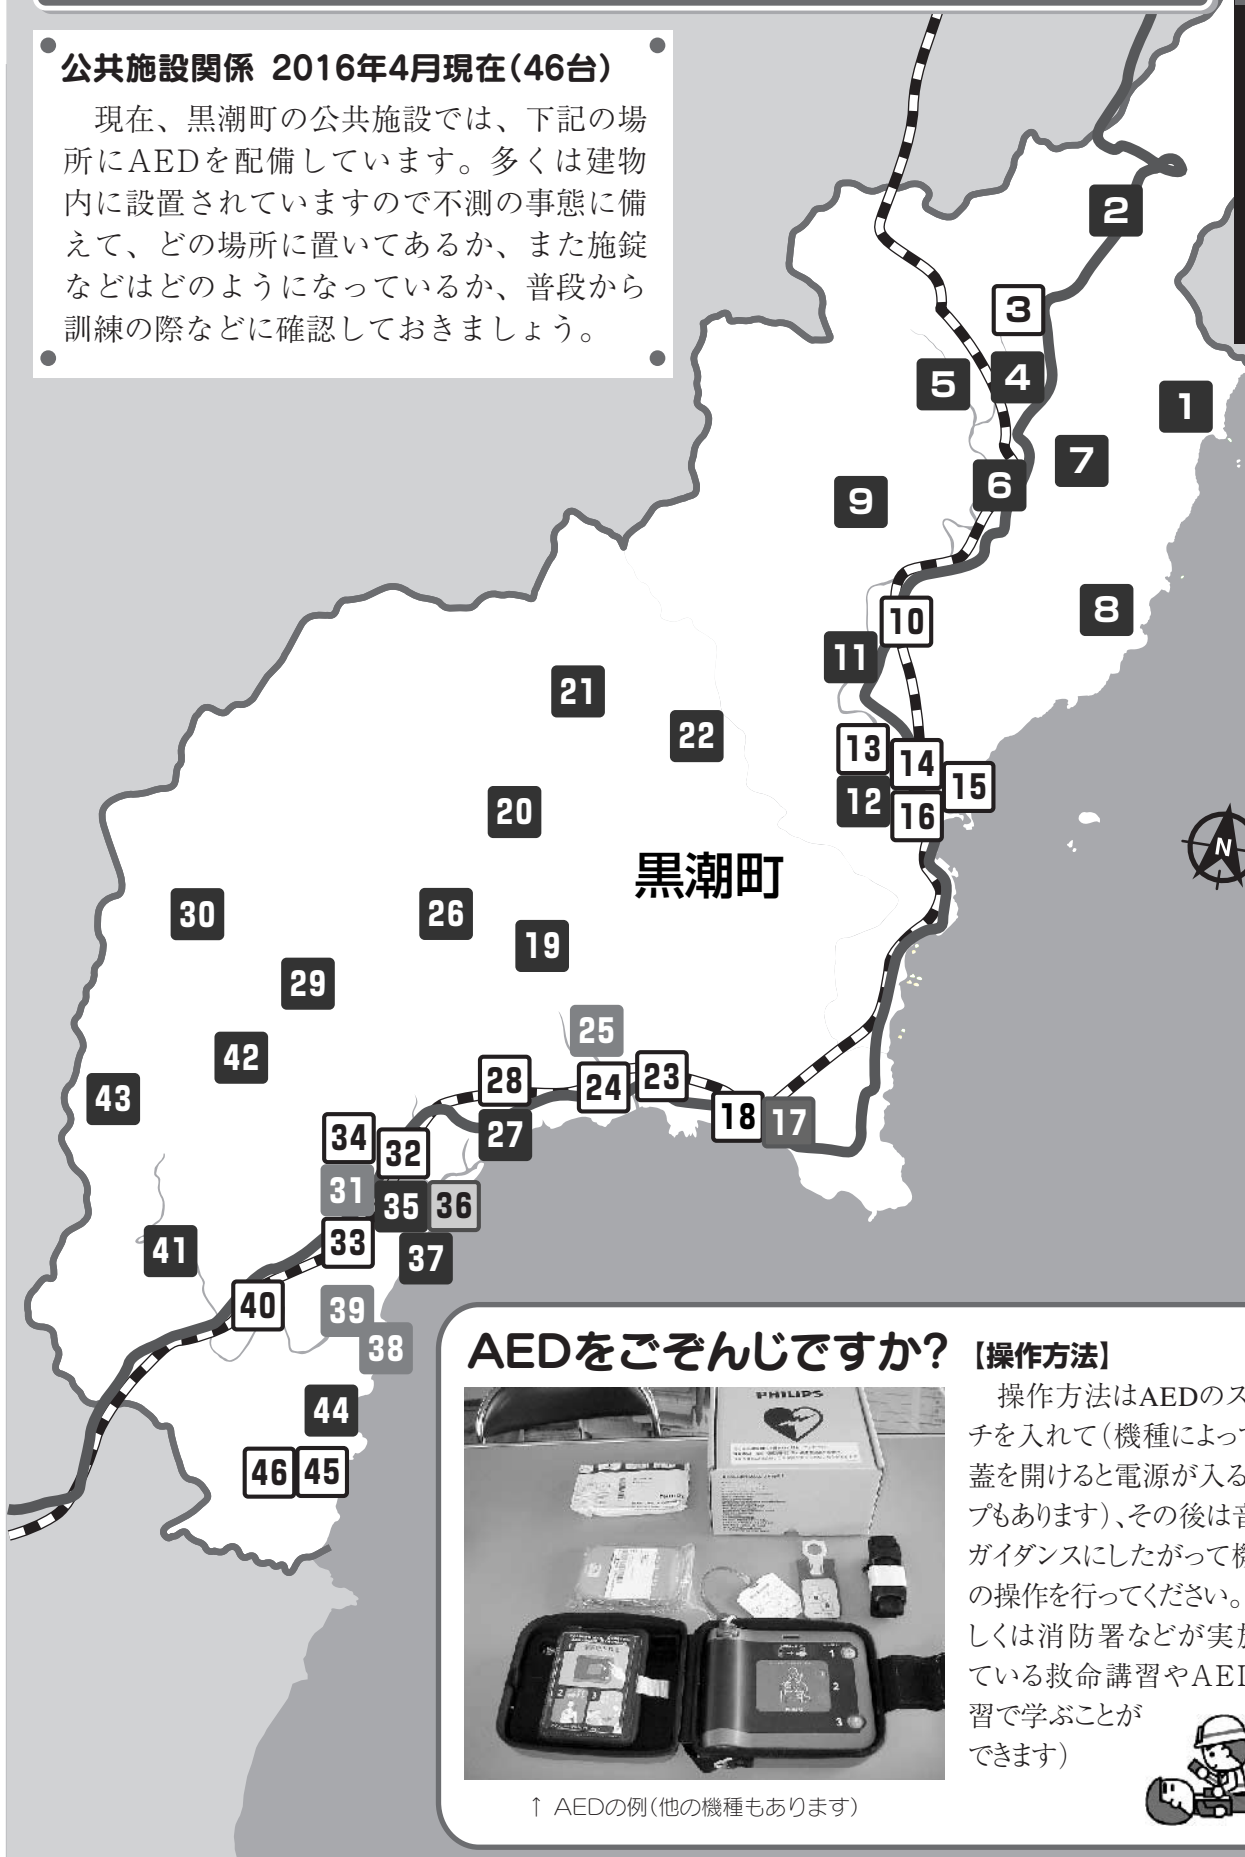 公共施設関係 2016年4月現在(46台)
現在、黒潮町の公共施設では、下記の場
所にAEDを配備しています。多くは建物
内に設置されていますので不測の事態に備
えて、どの場所に置いてあるか、また施錠
などはどのようになっているか、普段から
訓練の際などに確認しておきましょう。
2
3
5
4
1
7
6
9
8
10
11
21
22
13
14
15
12
16
20
黒潮町
N
30
26
19
29
25
42
28
24
23
43
18
17
34
32
27
31
35
36
33
37
41
40
39
38
44
46
45
AEDをごぞんじですか?
PHILIPS
1
2
3
↑ AEDの例(他の機種もあります)
【操作方法】
操作方法はAEDのス
チを入れて(機種によって
蓋を開けると電源が入る
プもあります)、その後は音
ガイダンスにしたがって機
の操作を行ってください。
しくは消防署などが実施
ている救命講習やAED
習で学ぶことが
できます)